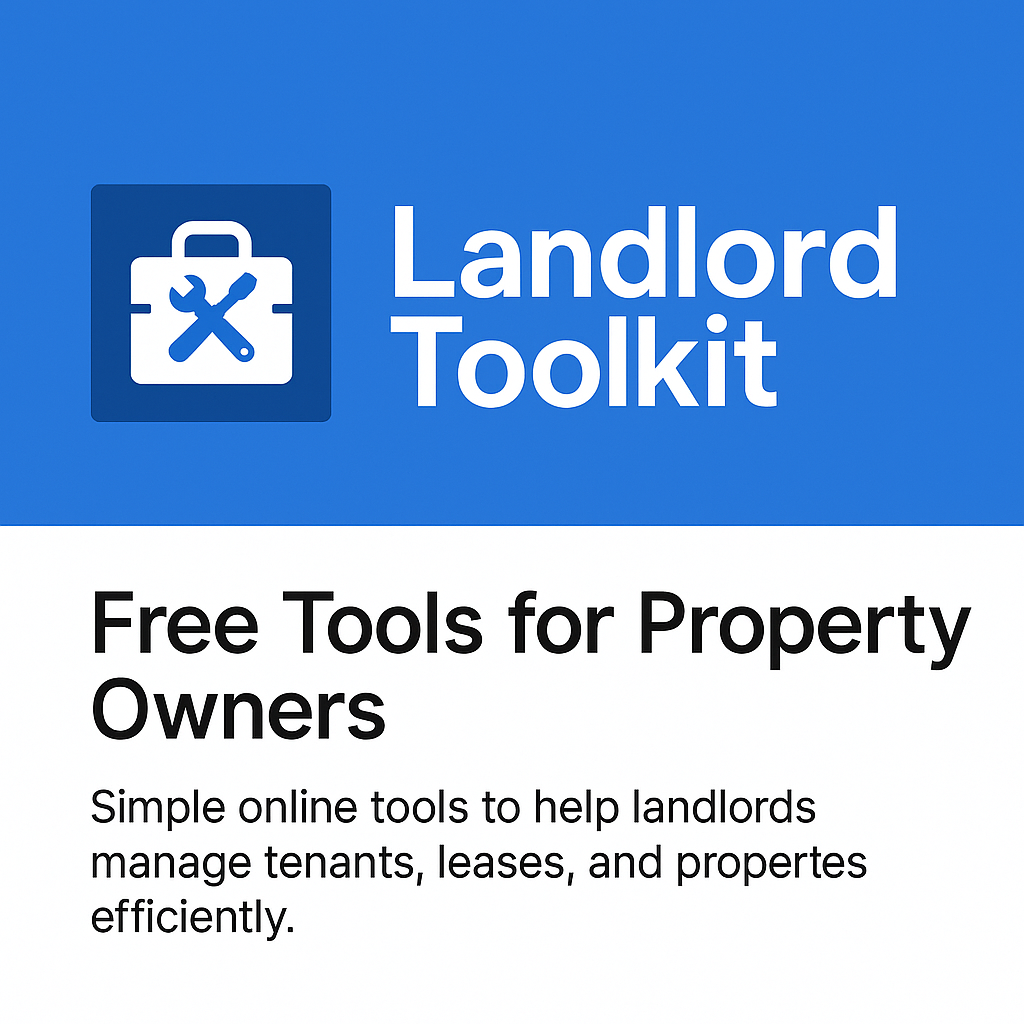 Landlord
Toolkit
Free Tools for Property
Owners
Simple online tools to help landlords
manage tenants, leases, and propertes
efficiently.